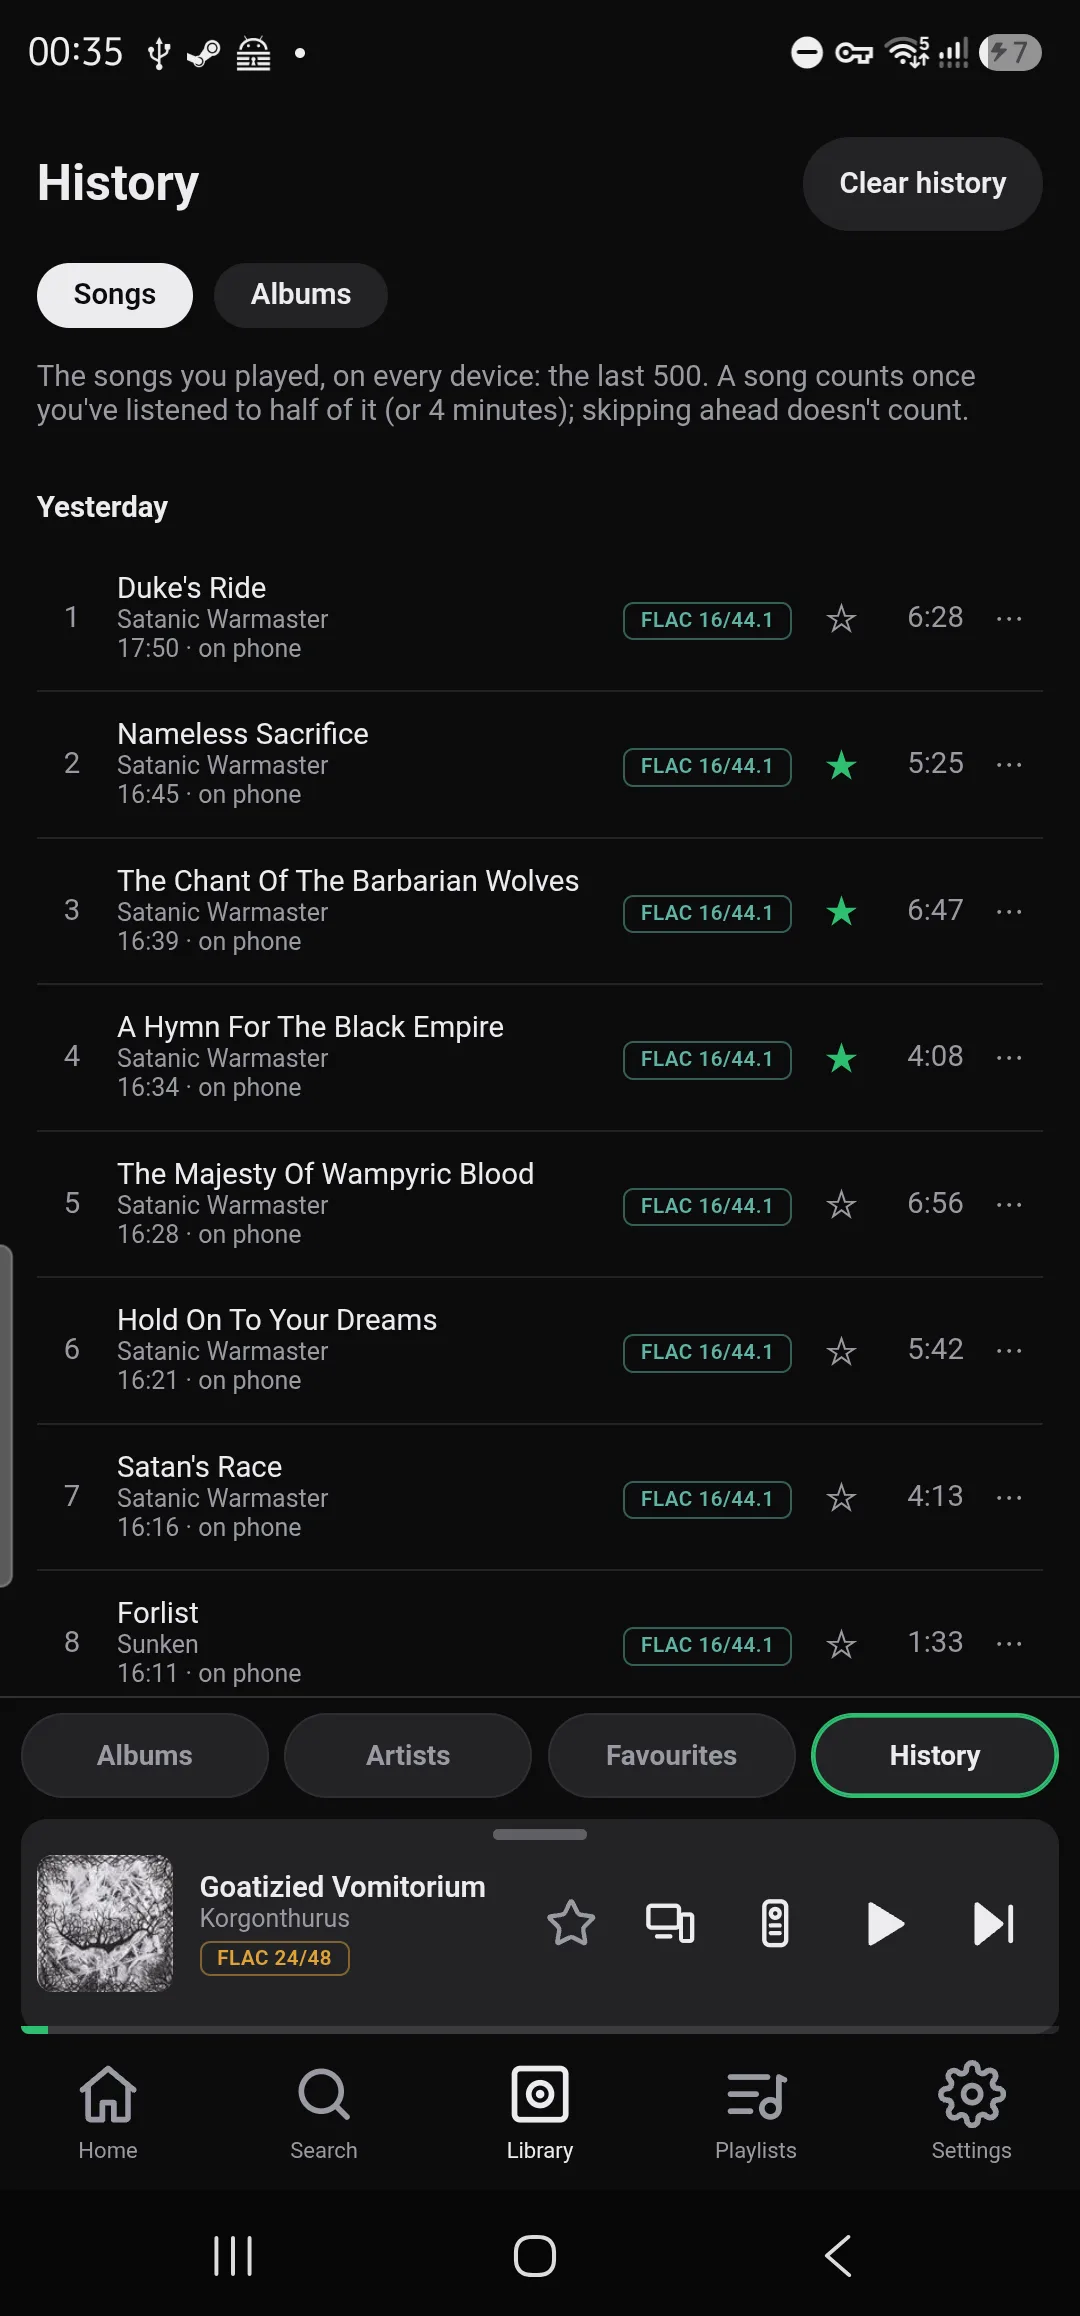 00:35
5
7
History
Clear history
Songs
Albums
The songs you played, on every device: the last 500. A song counts once
you've listened to half of it (or 4 minutes); skipping ahead doesn't count.
Yesterday
1
Duke's Ride
Satanic Warmaster
17:50 · on phone
FLAC 16/44.1
6:28
2
Nameless Sacrifice
Satanic Warmaster
16:45 · on phone
FLAC 16/44.1
5:25
3
The Chant Of The Barbarian Wolves
Satanic Warmaster
16:39 · on phone
FLAC 16/44.1
6:47
4
A Hymn For The Black Empire
Satanic Warmaster
16:34 · on phone
FLAC 16/44.1
4:08
5
The Majesty Of Wampyric Blood
Satanic Warmaster
16:28 · on phone
FLAC 16/44.1
6:56
6
Hold On To Your Dreams
Satanic Warmaster
16:21 · on phone
FLAC 16/44.1
5:42
7
Satan's Race
Satanic Warmaster
16:16 · on phone
FLAC 16/44.1
4:13
8
Forlist
Sunken
16:11 · on phone
FLAC 16/44.1
1:33
Albums
Artists
Favourites
History
Goatizied Vomitorium
Korgonthurus
FLAC 24/48
Home
Search
Library
Playlists
Settings